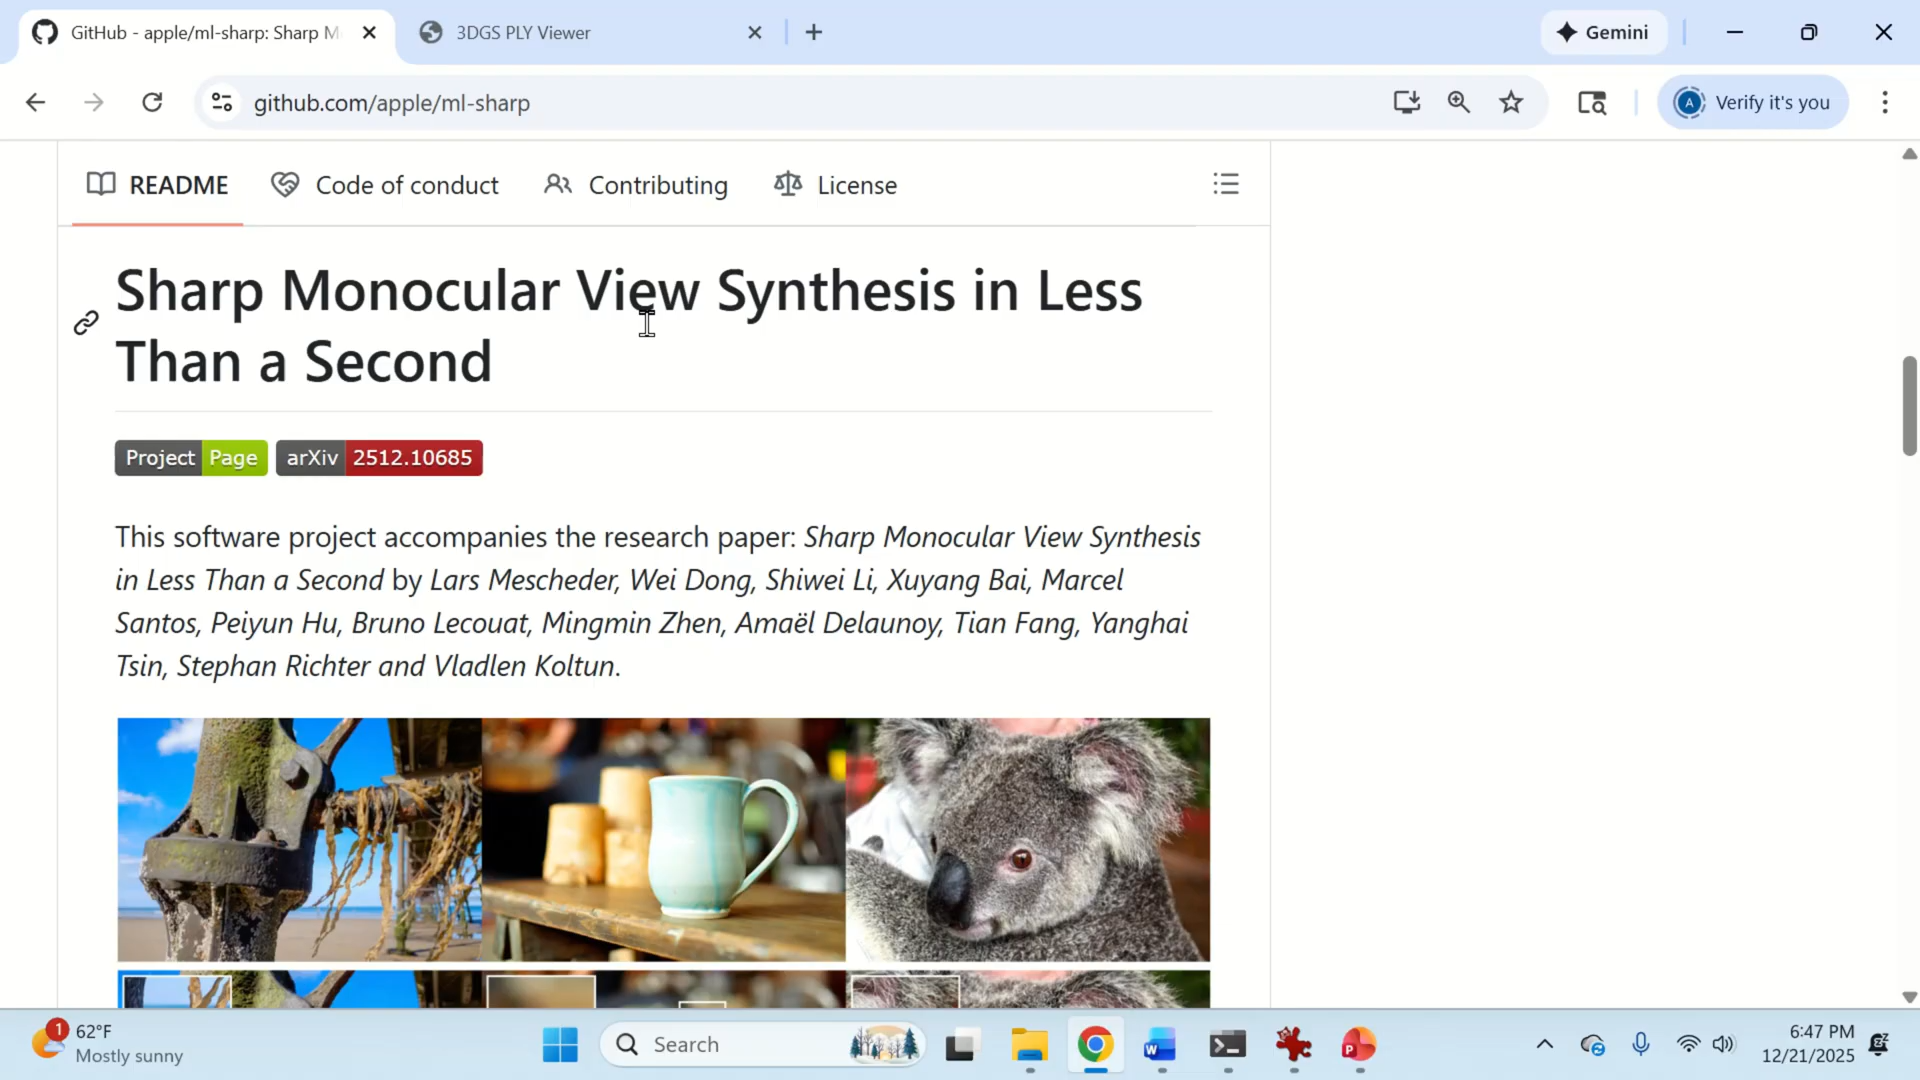 GitHub - apple/ml-sharp: Sharp M
3DGS PLY Viewer
Gemini
github.com/apple/ml-sharp
A
Verify it's you
README
Code of conduct
Contributing
License
Sharp Monocular View Synthesis in Less
Than a Second
Project Page
arXiv 2512.10685
This software project accompanies the research paper: Sharp Monocular View Synthesis
in Less Than a Second by Lars Mescheder, Wei Dong, Shiwei Li, Xuyang Bai, Marcel
Santos, Peiyun Hu, Bruno Lecouat, Mingmin Zhen, Amaël Delaunoy, Tian Fang, Yanghai
Tsin, Stephan Richter and Vladlen Koltun.
1
62°F
Mostly sunny
Search
W
P
6:47 PM
12/21/2025